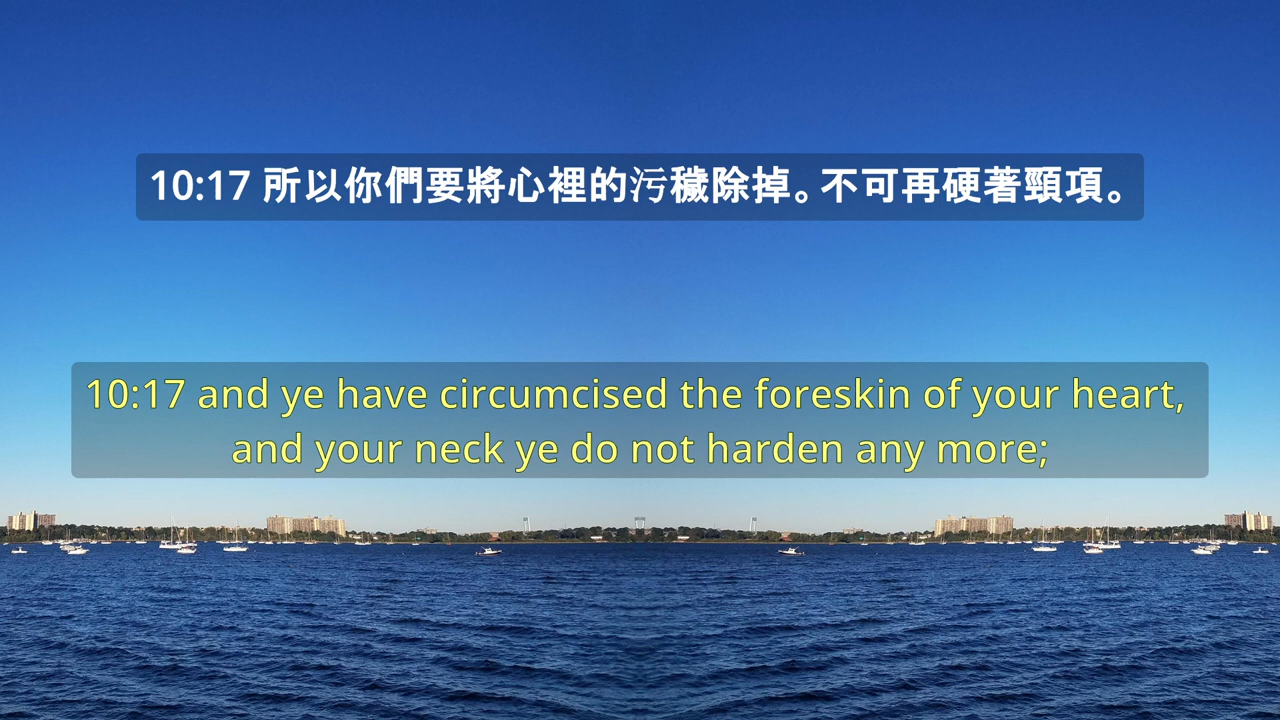 10:17 所以你們要將心裡的污穢除掉。不可再硬著頸項。
10:17 and ye have circumcised the foreskin of your heart,
and your neck ye do not harden any more;